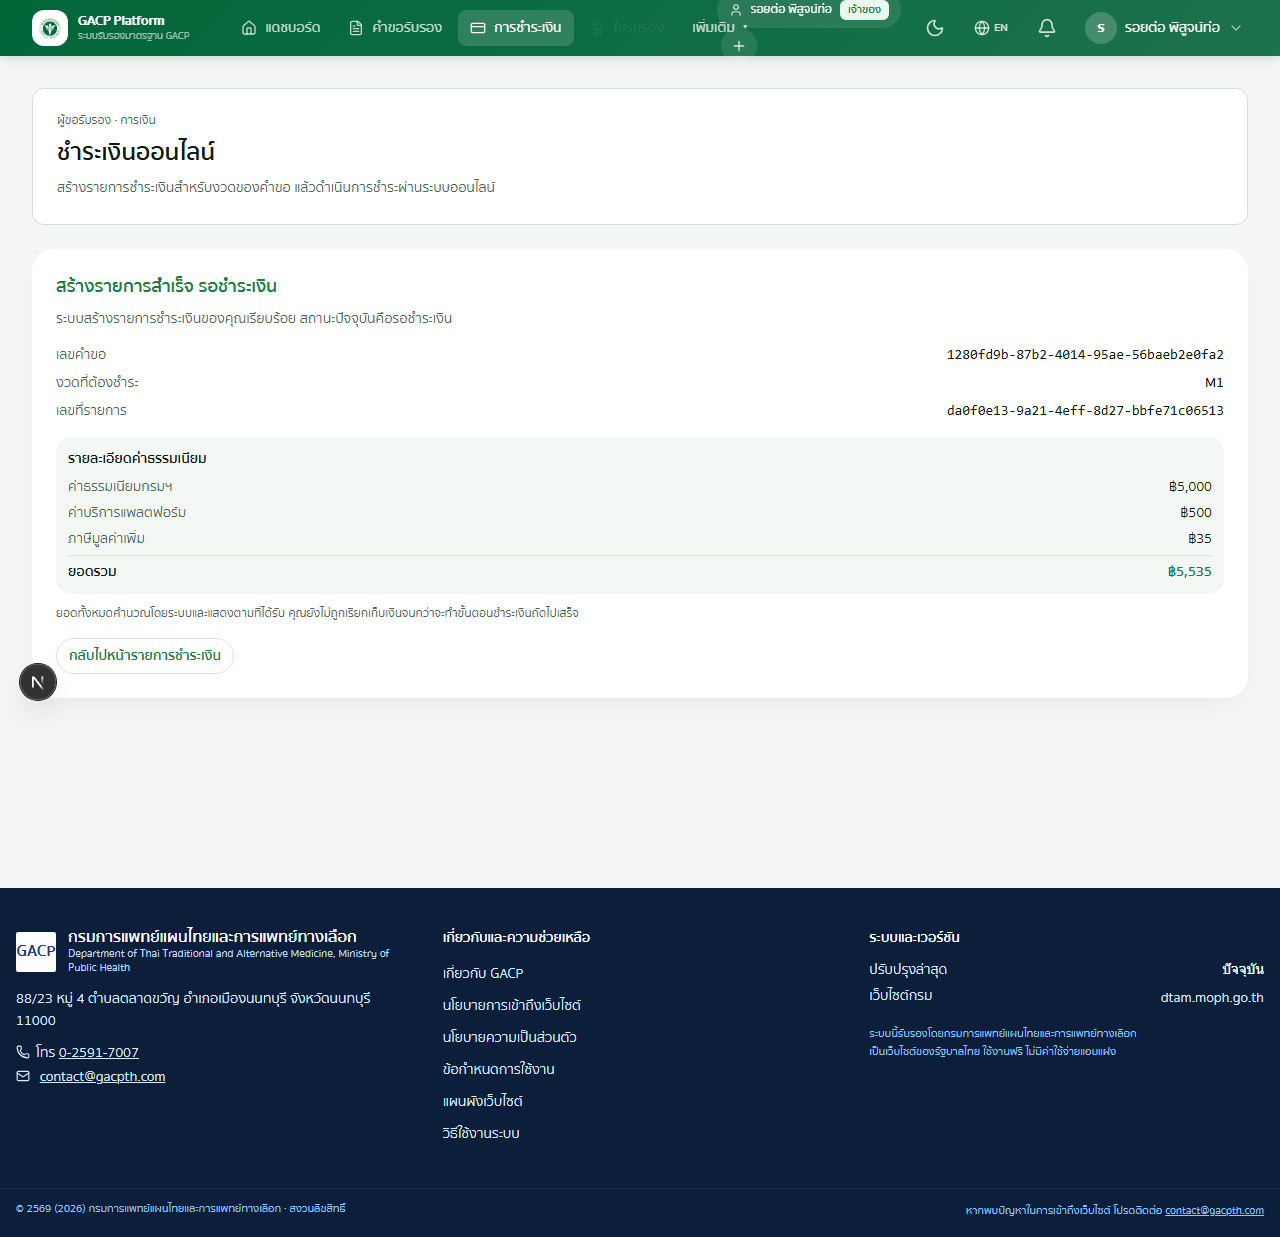 GACP Platform
ระบบรับรองมาตรฐาน GACP
แดชบอร์ด
คำขอรับรอง
การชำระเงิน
ใบรับรอง
เพิ่มเติม
รอยต่อ พิสูจน์ท่อ
เจ้าของ
+
EN
S
รอยต่อ พิสูจน์ท่อ
ผู้ขอรับรอง · การเงิน
ชำระเงินออนไลน์
สร้างรายการชำระเงินสำหรับงวดของคำขอ แล้วดำเนินการชำระผ่านระบบออนไลน์
สร้างรายการสำเร็จ รอชำระเงิน
ระบบสร้างรายการชำระเงินของคุณเรียบร้อย สถานะปัจจุบันคือรอชำระเงิน
เลขคำขอ 1280fd9b-87b2-4014-95ae-56baeb2e0fa2
งวดที่ต้องชำระ M1
เลขที่รายการ da0f0e13-9a21-4eff-8d27-bbfe71c06513
รายละเอียดค่าธรรมเนียม
ค่าธรรมเนียมกรมฯ ฿5,000
ค่าบริการแพลตฟอร์ม ฿500
ภาษีมูลค่าเพิ่ม ฿35
ยอดรวม ฿5,535
ยอดทั้งหมดคำนวณโดยระบบและแสดงตามที่ได้รับ คุณยังไม่ถูกเรียกเก็บเงินจนกว่าจะทำขั้นตอนชำระเงินถัดไปเสร็จ
กลับไปหน้ารายการชำระเงิน
N
GACP
กรมการแพทย์แผนไทยและการแพทย์ทางเลือก
Department of Thai Traditional and Alternative Medicine, Ministry of
Public Health
88/23 หมู่ 4 ตำบลตลาดขวัญ อำเภอเมืองนนทบุรี จังหวัดนนทบุรี
11000
โทร 0-2591-7007
contact@gacpth.com
เกี่ยวกับและความช่วยเหลือ
เกี่ยวกับ GACP
นโยบายการเข้าถึงเว็บไซต์
นโยบายความเป็นส่วนตัว
ข้อกำหนดการใช้งาน
แผนผังเว็บไซต์
วิธีใช้งานระบบ
ระบบและเวอร์ชัน
ปรับปรุงล่าสุด ปัจจุบัน
เว็บไซต์กรม dtam.moph.go.th
ระบบนี้รับรองโดยกรมการแพทย์แผนไทยและการแพทย์ทางเลือก
เป็นเว็บไซต์ของรัฐบาลไทย ใช้งานฟรี ไม่มีค่าใช้จ่ายแอบแฝง
© 2569 (2026) กรมการแพทย์แผนไทยและการแพทย์ทางเลือก · สงวนลิขสิทธิ์
หากพบปัญหาในการเข้าถึงเว็บไซต์ โปรดติดต่อ contact@gacpth.com